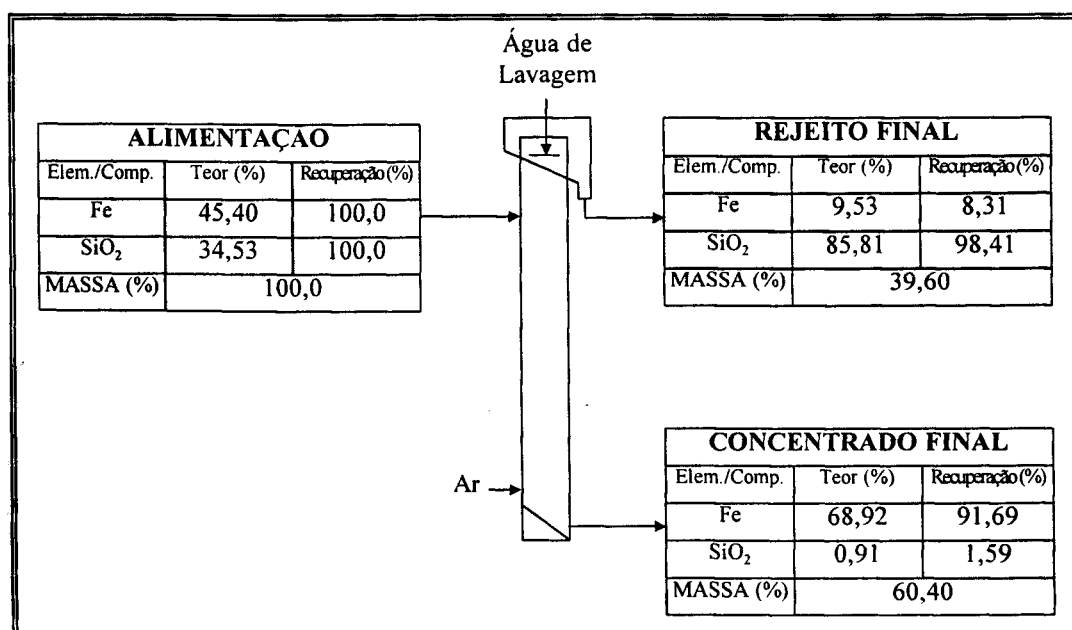 Água de
Lavagem
ALIMENTAÇAO
Elem./Comp. Teor (%) Recuperação (%)
Fe 45,40 100,0
SiO₂ 34,53 100,0
MASSA (%) 100,0
REJEITO FINAL
Elem./Comp. Teor (%) Recuperação (%)
Fe 9,53 8,31
SiO₂ 85,81 98,41
MASSA (%) 39,60
Ar
CONCENTRADO FINAL
Elem./Comp. Teor (%) Recuperação (%)
Fe 68,92 91,69
SiO₂ 0,91 1,59
MASSA (%) 60,40